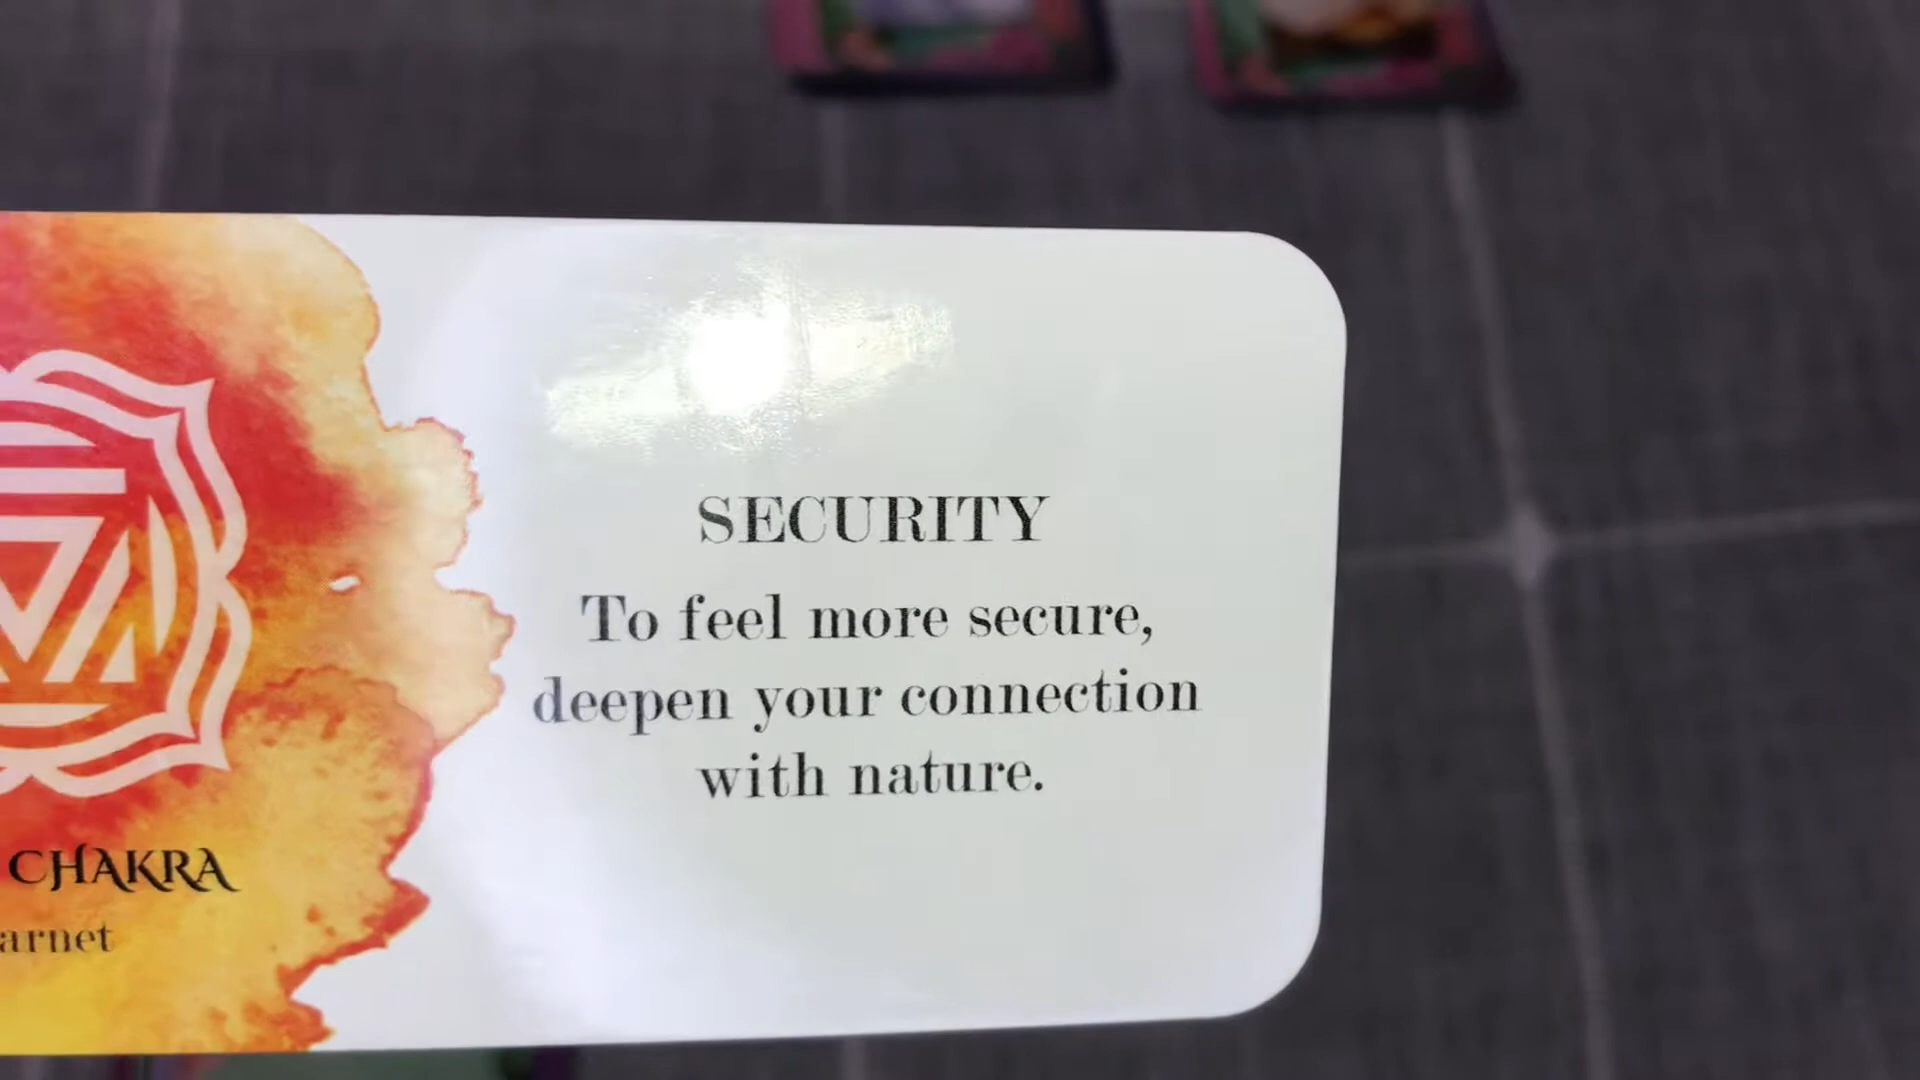 SECURITY
To feel more secure,
deepen your connection
with nature.
CHAKRA
arnet